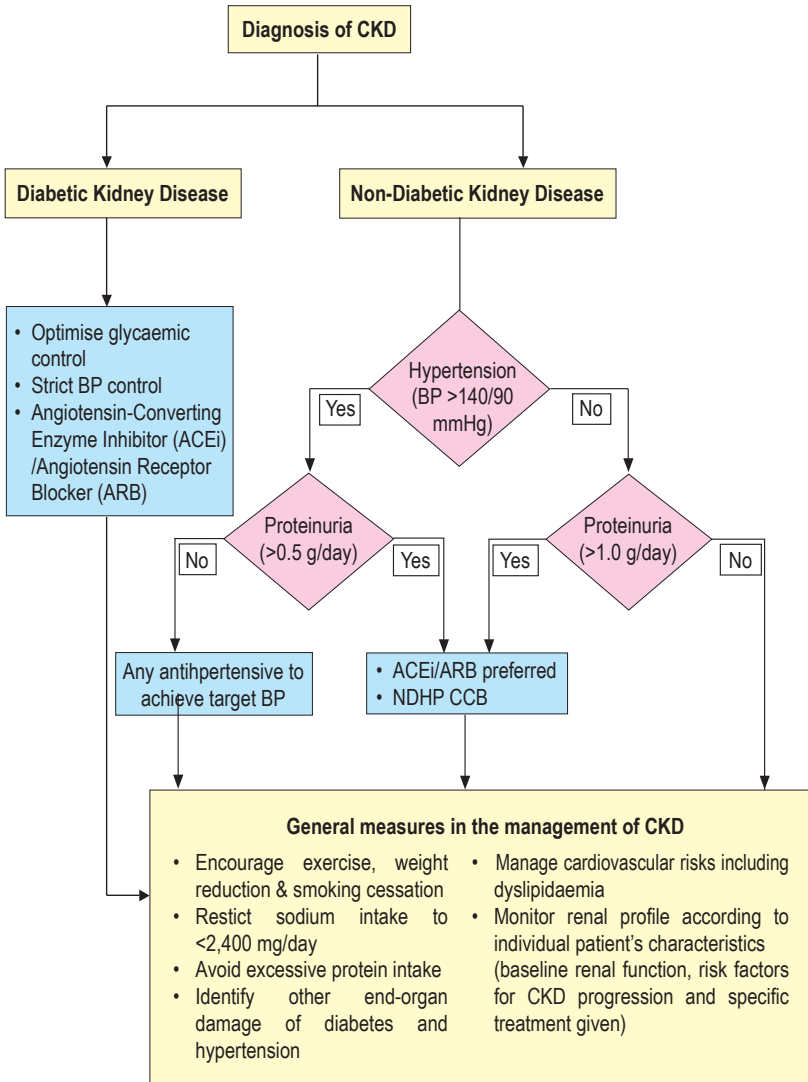 Diagnosis of CKD
Diabetic Kidney Disease
Non-Diabetic Kidney Disease
• Optimise glycaemic
control
• Strict BP control
• Angiotensin-Converting
Enzyme Inhibitor (ACEi)
/Angiotensin Receptor
Blocker (ARB)
Hypertension
(BP >140/90
mmHg)
Yes
No
Proteinuria
(>0.5 g/day)
No
Yes
Proteinuria
(>1.0 g/day)
Yes
No
Any antihpertensive to
achieve target BP
• ACEi/ARB preferred
• NDHP CCB
General measures in the management of CKD
• Encourage exercise, weight
reduction & smoking cessation
• Restict sodium intake to
<2,400 mg/day
• Avoid excessive protein intake
• Identify other end-organ
damage of diabetes and
hypertension
• Manage cardiovascular risks including
dyslipidaemia
• Monitor renal profile according to
individual patient's characteristics
(baseline renal function, risk factors
for CKD progression and specific
treatment given)